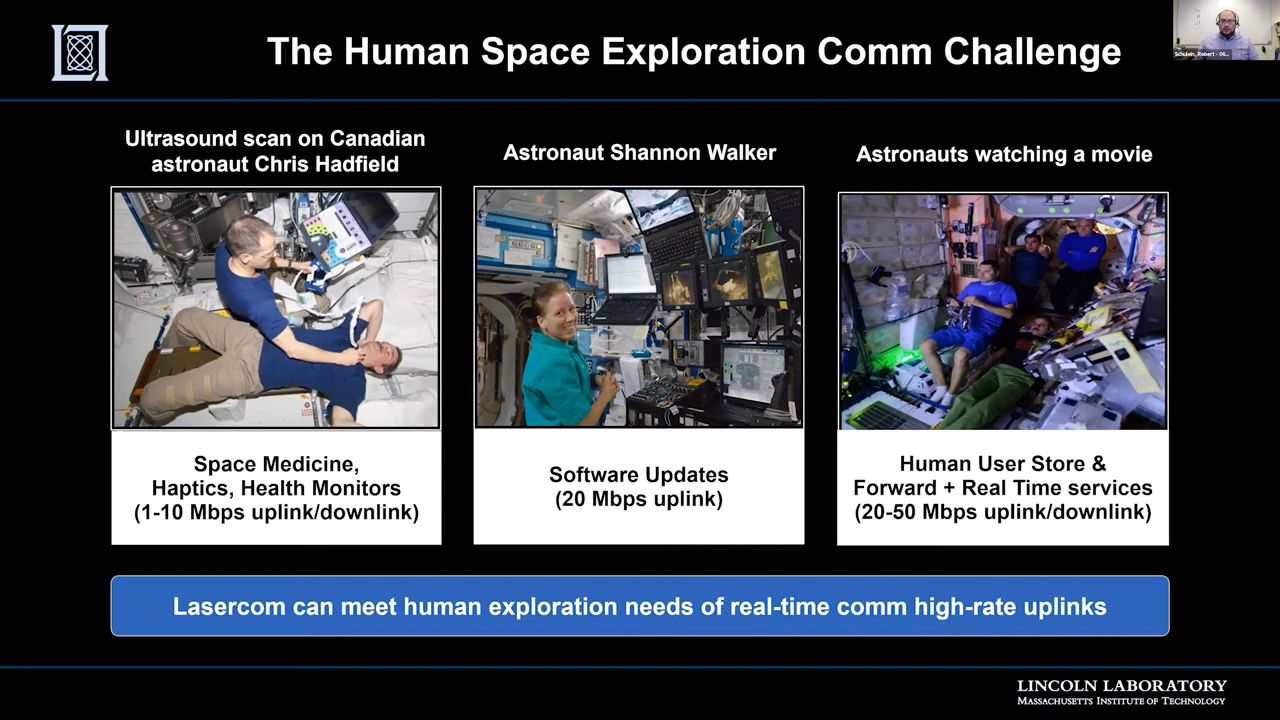 The Human Space Exploration Comm Challenge
Ultrasound scan on Canadian
astronaut Chris Hadfield
Astronaut Shannon Walker
Astronauts watching a movie
Space Medicine,
Haptics, Health Monitors
(1-10 Mbps uplink/downlink)
Software Updates
(20 Mbps uplink)
Human User Store &
Forward + Real Time services
(20-50 Mbps uplink/downlink)
Lasercom can meet human exploration needs of real-time comm high-rate uplinks
LINCOLN LABORATORY
MASSACHUSETTS INSTITUTE OF TECHNOLOGY